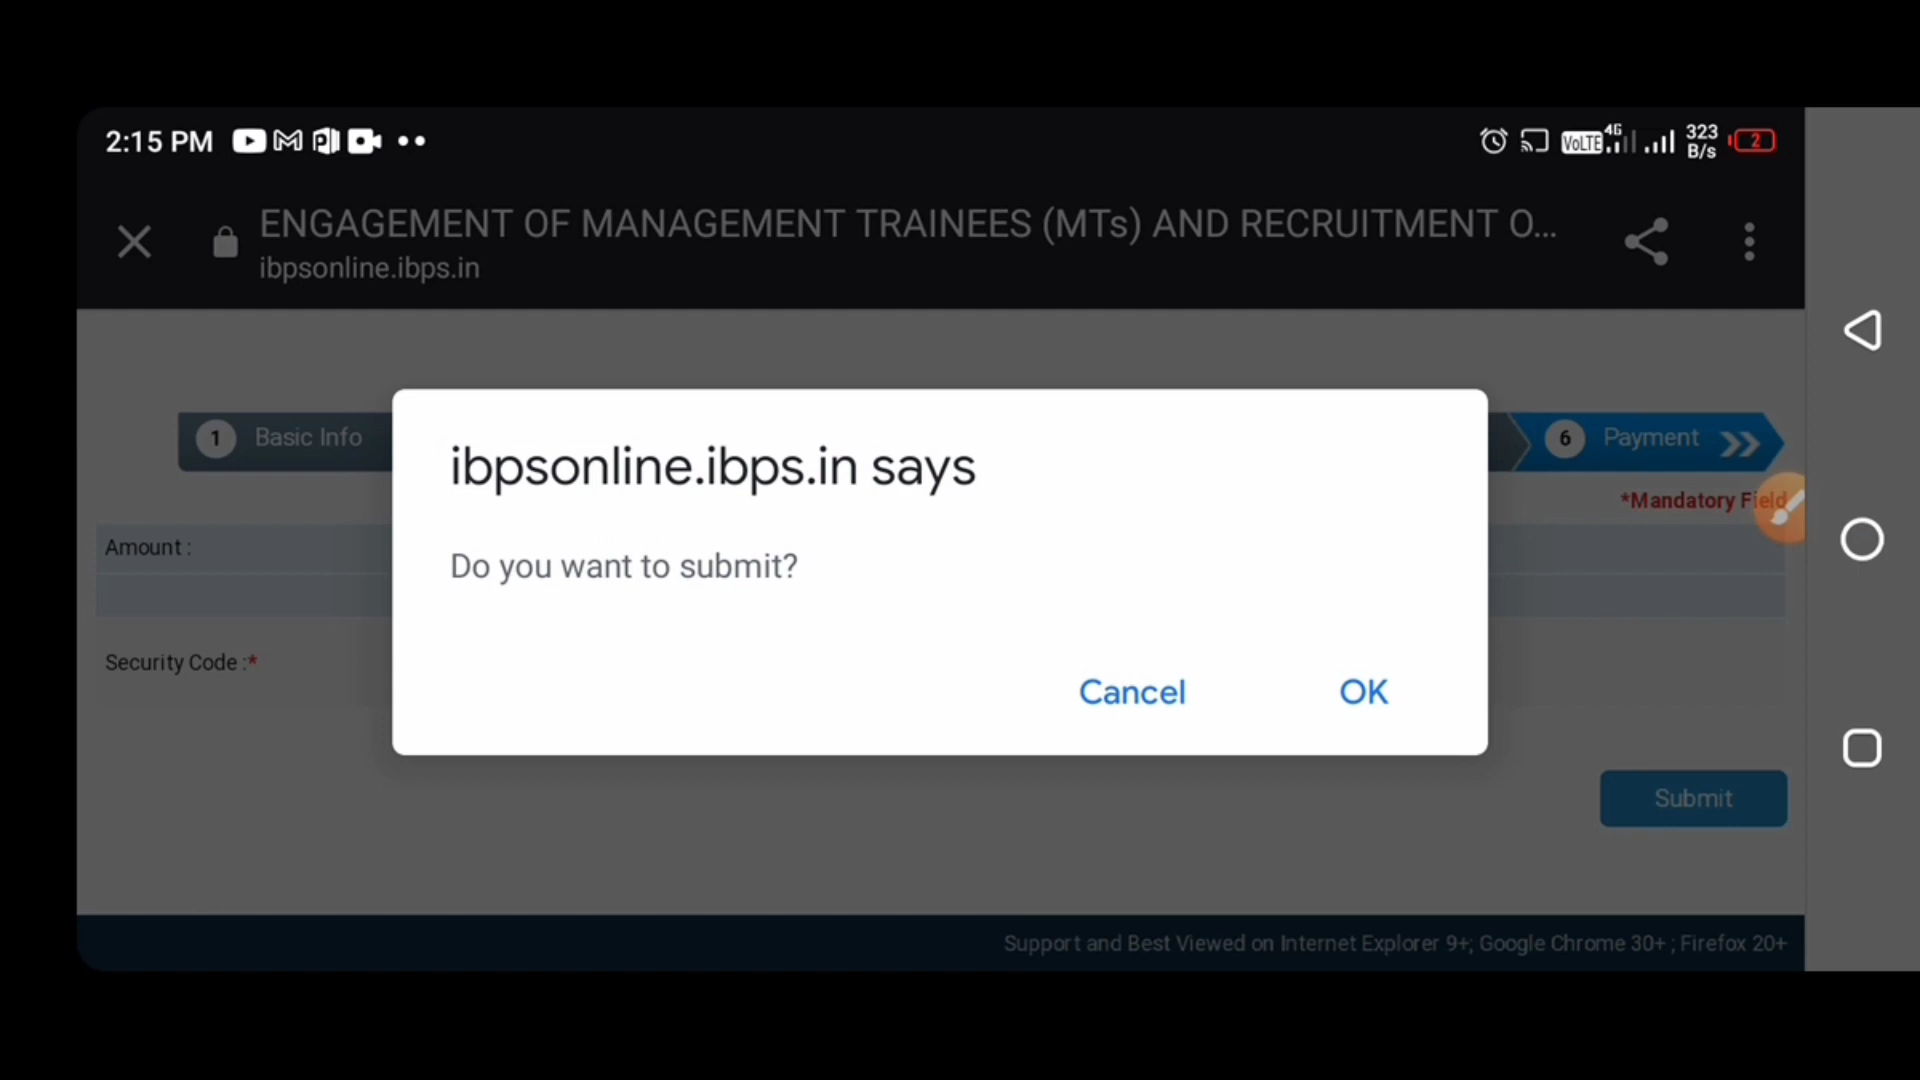 2:15 PM
VoLTE 4G 323 B/s 2
ENGAGEMENT OF MANAGEMENT TRAINEES (MTs) AND RECRUITMENT O...
ibpsonline.ibps.in
1 Basic Info
6 Payment
*Mandatory Field
ibpsonline.ibps.in says
Do you want to submit?
Cancel OK
Amount :
Security Code :*
Submit
Support and Best Viewed on Internet Explorer 9+; Google Chrome 30+ ; Firefox 20+